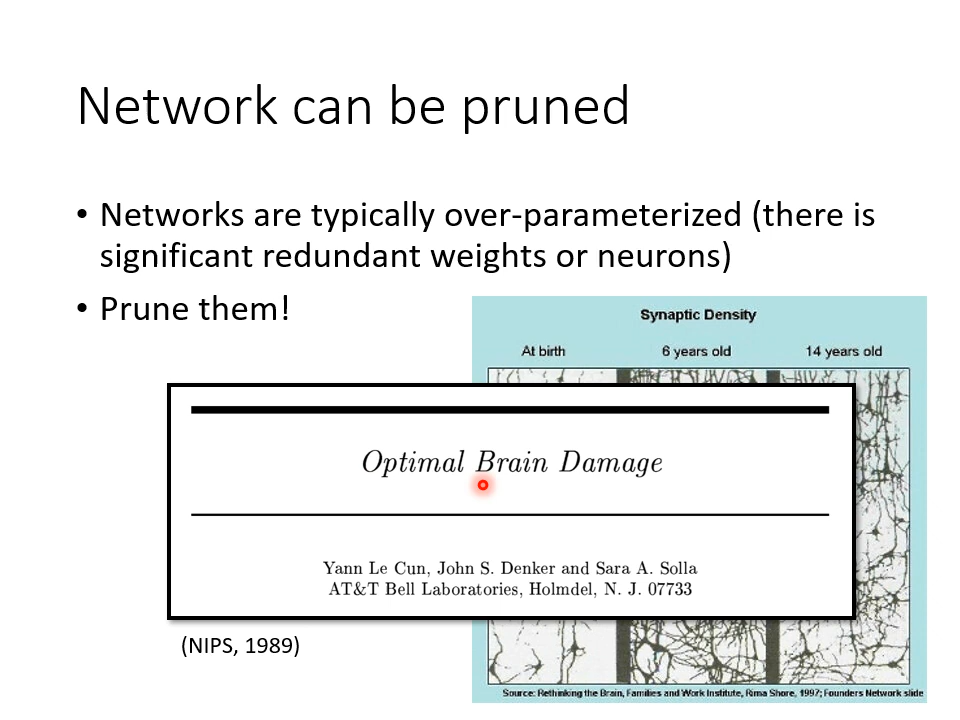 Network can be pruned
• Networks are typically over-parameterized (there is
significant redundant weights or neurons)
• Prune them!
Synaptic Density
At birth 6 years old 14 years old
Optimal Brain Damage
Yann Le Cun, John S. Denker and Sara A. Solla
AT&T Bell Laboratories, Holmdel, N. J. 07733
(NIPS, 1989)
Source: Rethinking the Brain, Families and Work Institute, Rima Shore, 1997; Founders Network slide